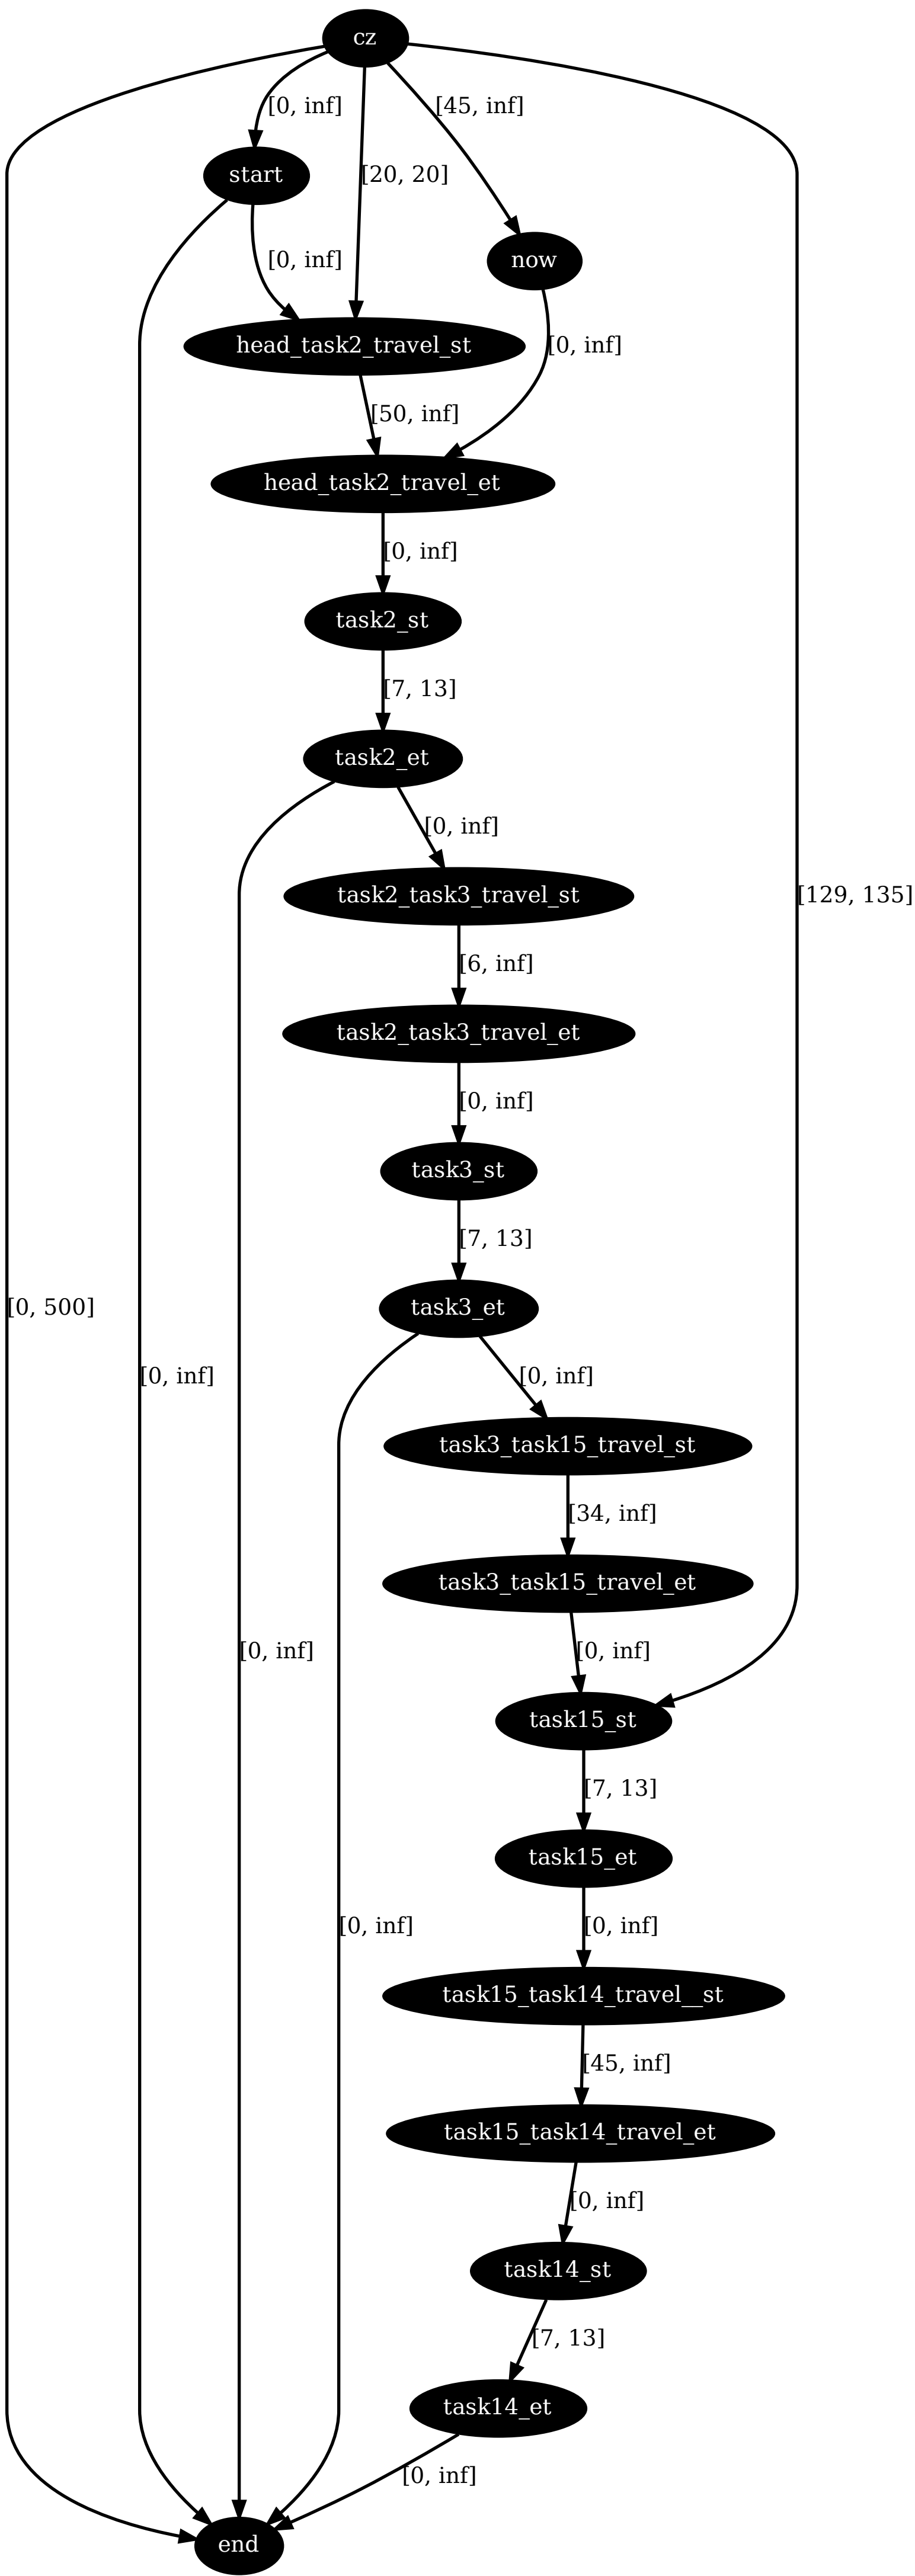 cz
[0, inf]
[45, inf]
start
[20, 20]
[0, inf]
now
head_task2_travel_st
[0, inf]
[50, inf]
head_task2_travel_et
[0, inf]
task2_st
[7, 13]
task2_et
[0, inf]
task2_task3_travel_st
[129, 135]
[6, inf]
task2_task3_travel_et
[0, inf]
task3_st
[7, 13]
task3_et
[0, 500]
[0, inf]
[0, inf]
task3_task15_travel_st
[34, inf]
task3_task15_travel_et
[0, inf]
[0, inf]
task15_st
[7, 13]
task15_et
[0, inf]
[0, inf]
task15_task14_travel__st
[45, inf]
task15_task14_travel_et
[0, inf]
task14_st
[7, 13]
task14_et
[0, inf]
end